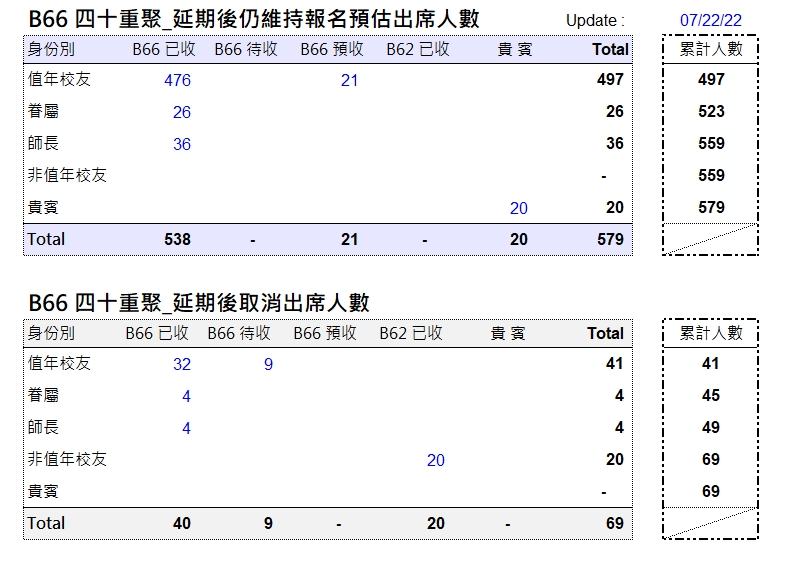 B66 四十重聚_延期後仍維持報名預估出席人數 Update : 07/22/22
身份別 B66 已收 B66 待收 B66 預收 B62 已收 貴 賓 Total 累計人數
值年校友 476 21 497 497
眷屬 26 26 523
師長 36 36 559
非值年校友 - 559
貴賓 20 20 579
Total 538 - 21 - 20 579
B66 四十重聚_延期後取消出席人數
身份別 B66 已收 B66 待收 B66 預收 B62 已收 貴 賓 Total 累計人數
值年校友 32 9 41 41
眷屬 4 4 45
師長 4 4 49
非值年校友 20 20 69
貴賓 - 69
Total 40 9 - 20 - 69